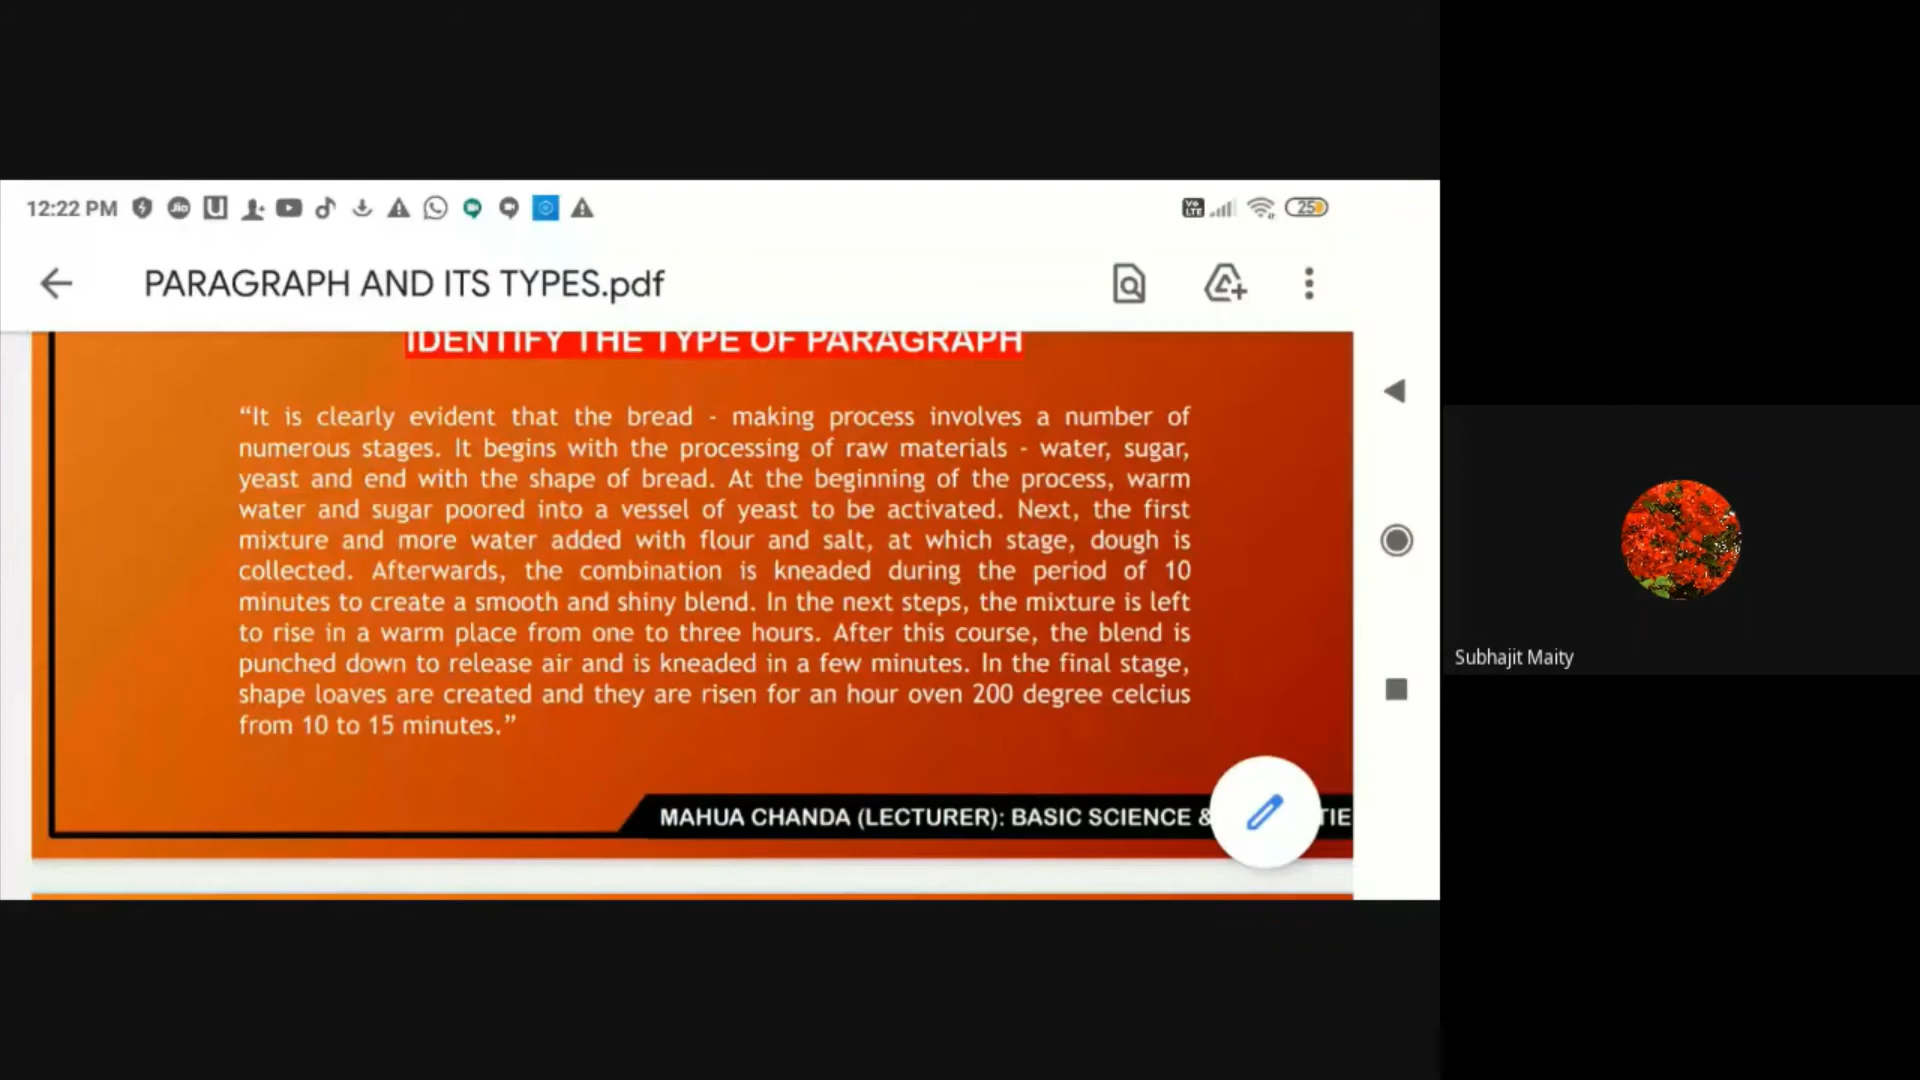 12:22 PM
Jio
Vo LTE
25
PARAGRAPH AND ITS TYPES.pdf
IDENTIFY THE TYPE OF PARAGRAPH
“It is clearly evident that the bread - making process involves a number of
numerous stages. It begins with the processing of raw materials - water, sugar,
yeast and end with the shape of bread. At the beginning of the process, warm
water and sugar poored into a vessel of yeast to be activated. Next, the first
mixture and more water added with flour and salt, at which stage, dough is
collected. Afterwards, the combination is kneaded during the period of 10
minutes to create a smooth and shiny blend. In the next steps, the mixture is left
to rise in a warm place from one to three hours. After this course, the blend is
punched down to release air and is kneaded in a few minutes. In the final stage,
shape loaves are created and they are risen for an hour oven 200 degree celcius
from 10 to 15 minutes.”
MAHUA CHANDA (LECTURER): BASIC SCIENCE &
Subhajit Maity